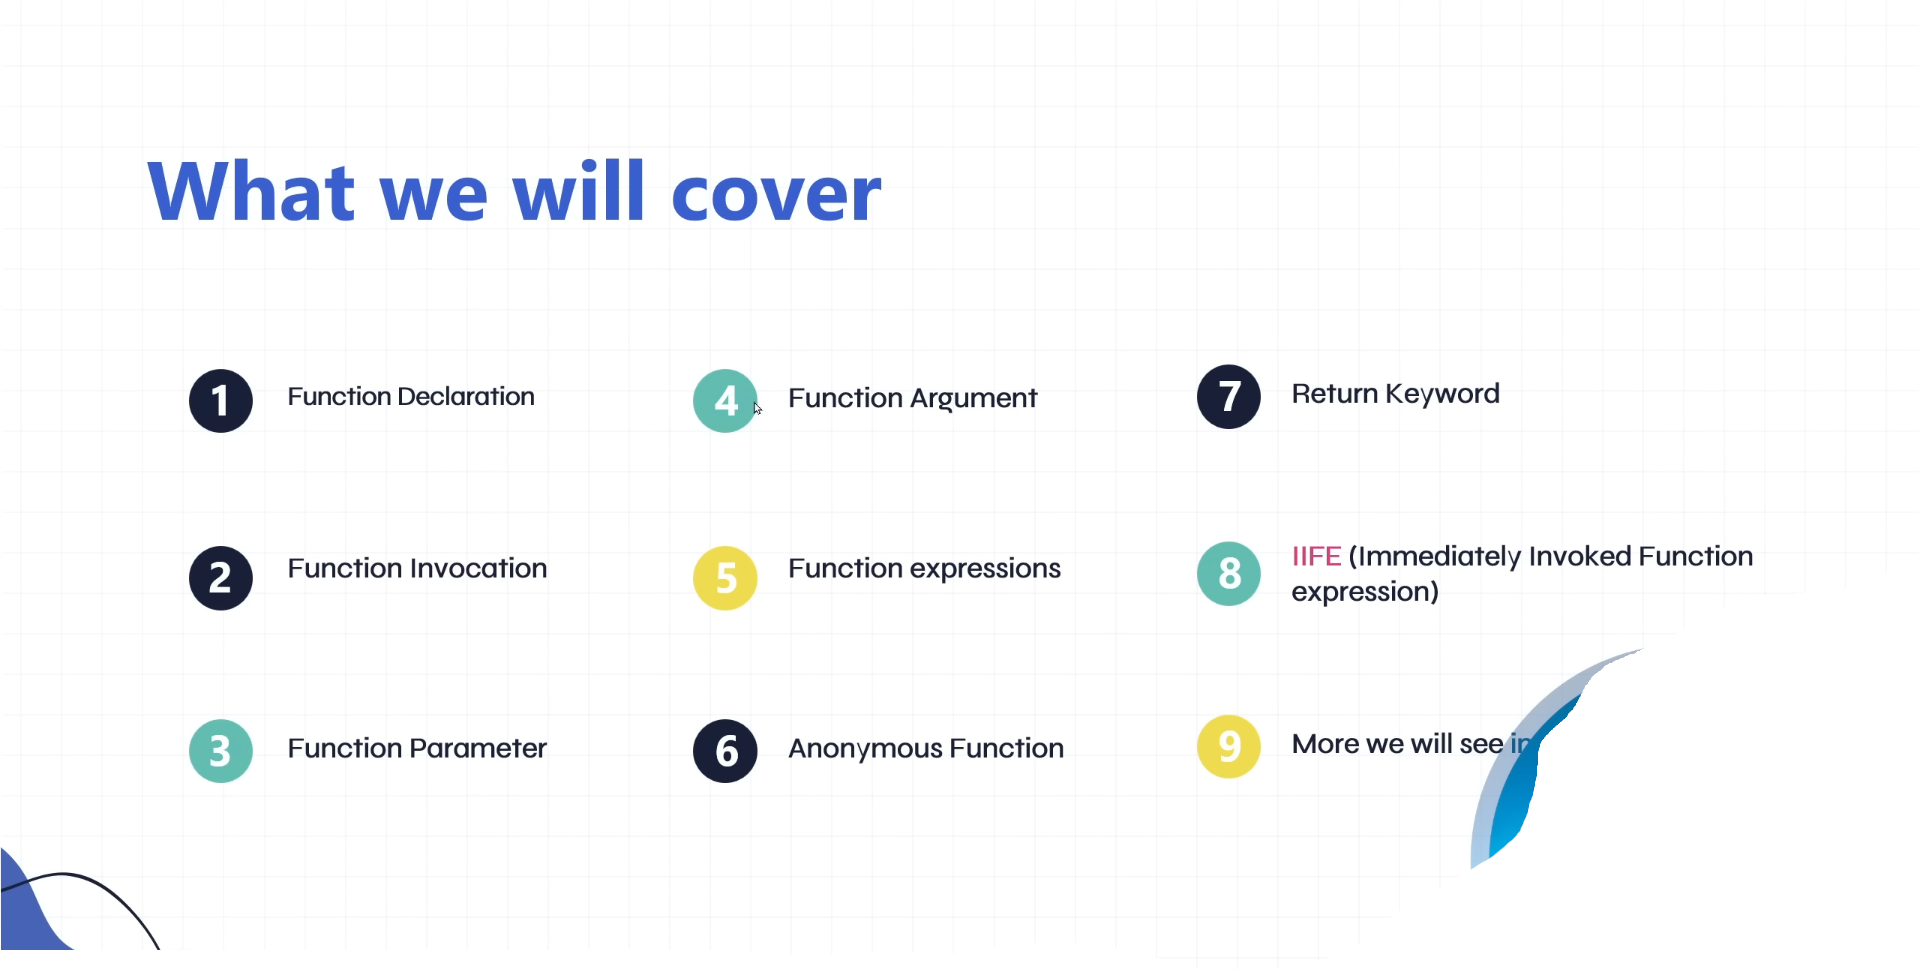 What we will cover
1 Function Declaration
2 Function Invocation
3 Function Parameter
4 Function Argument
5 Function expressions
6 Anonymous Function
7 Return Keyword
8 IIFE (Immediately Invoked Function
expression)
9 More we will see in